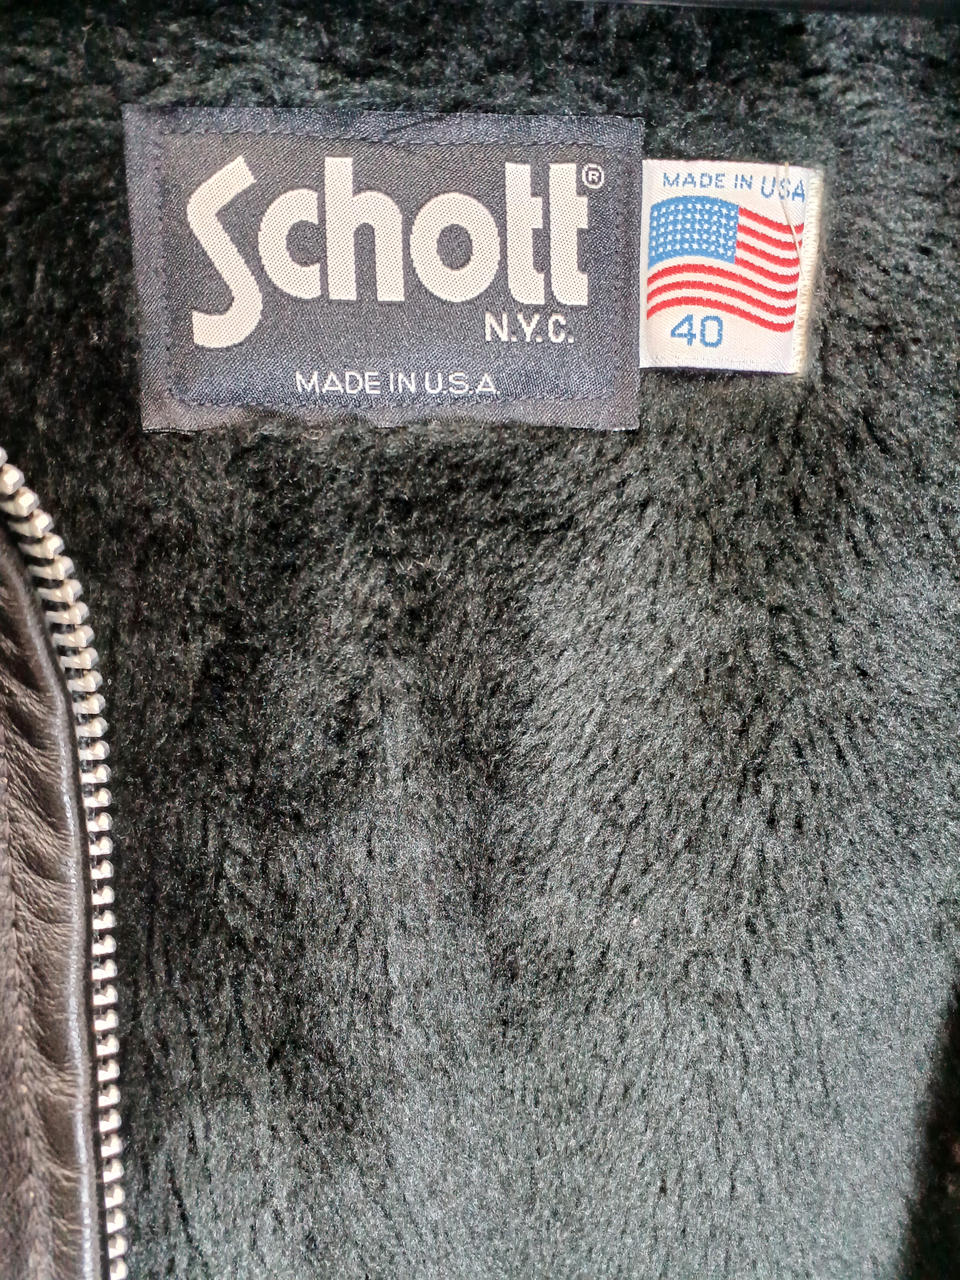 Schott®
N.Y.C.
MADE IN U.S.A
MADE IN USA
40